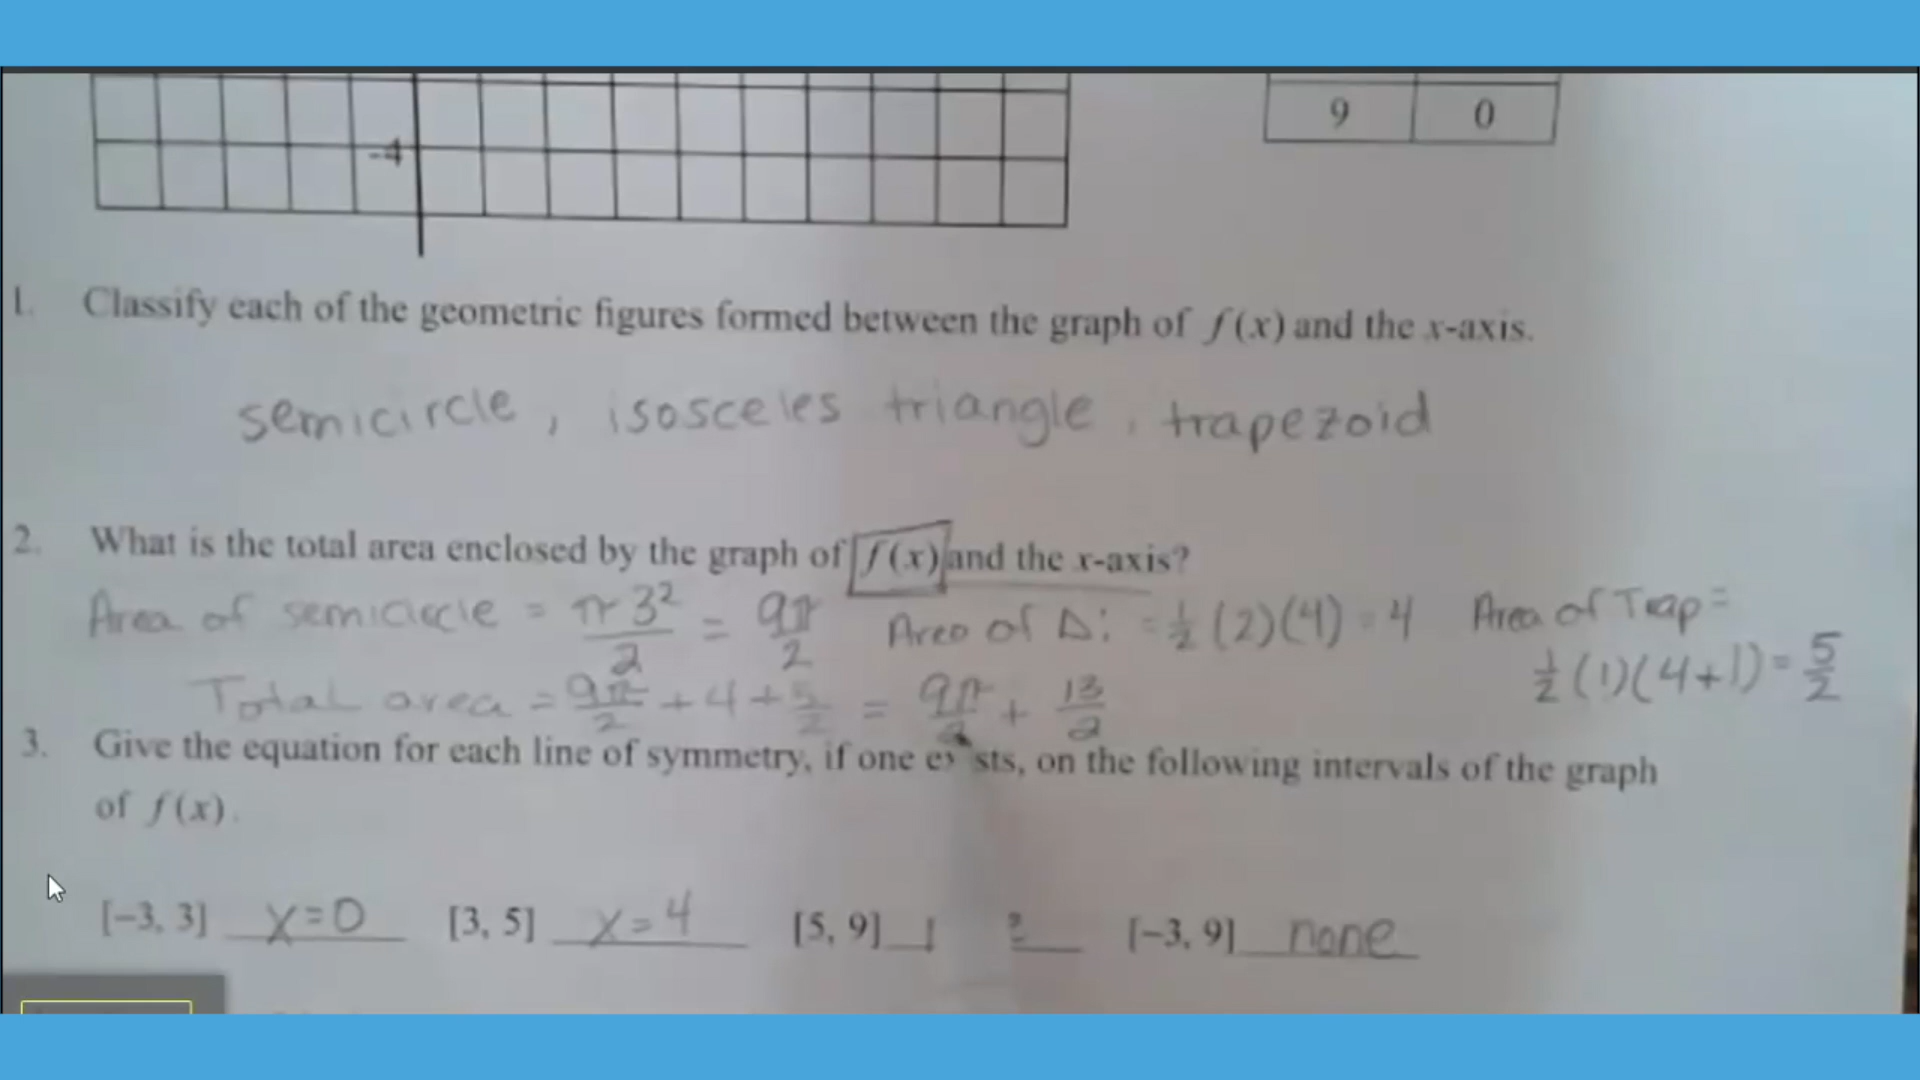 9 0
-4
1. Classify each of the geometric figures formed between the graph of f(x) and the x-axis.
semicircle, isosceles triangle, trapezoid
2. What is the total area enclosed by the graph of f(x) and the x-axis?
Area of semicircle = π3²/2 = 9π/2 Area of Δ: = 1/2 (2)(4) = 4 Area of Trap =
1/2 (1)(4+1) = 5/2
Total area = 9π/2 + 4 + 5/2 = 9π/2 + 13/2
3. Give the equation for each line of symmetry, if one e sts, on the following intervals of the graph
of f(x).
[-3, 3] x=0 [3, 5] x=4 [5, 9] [-3, 9] none